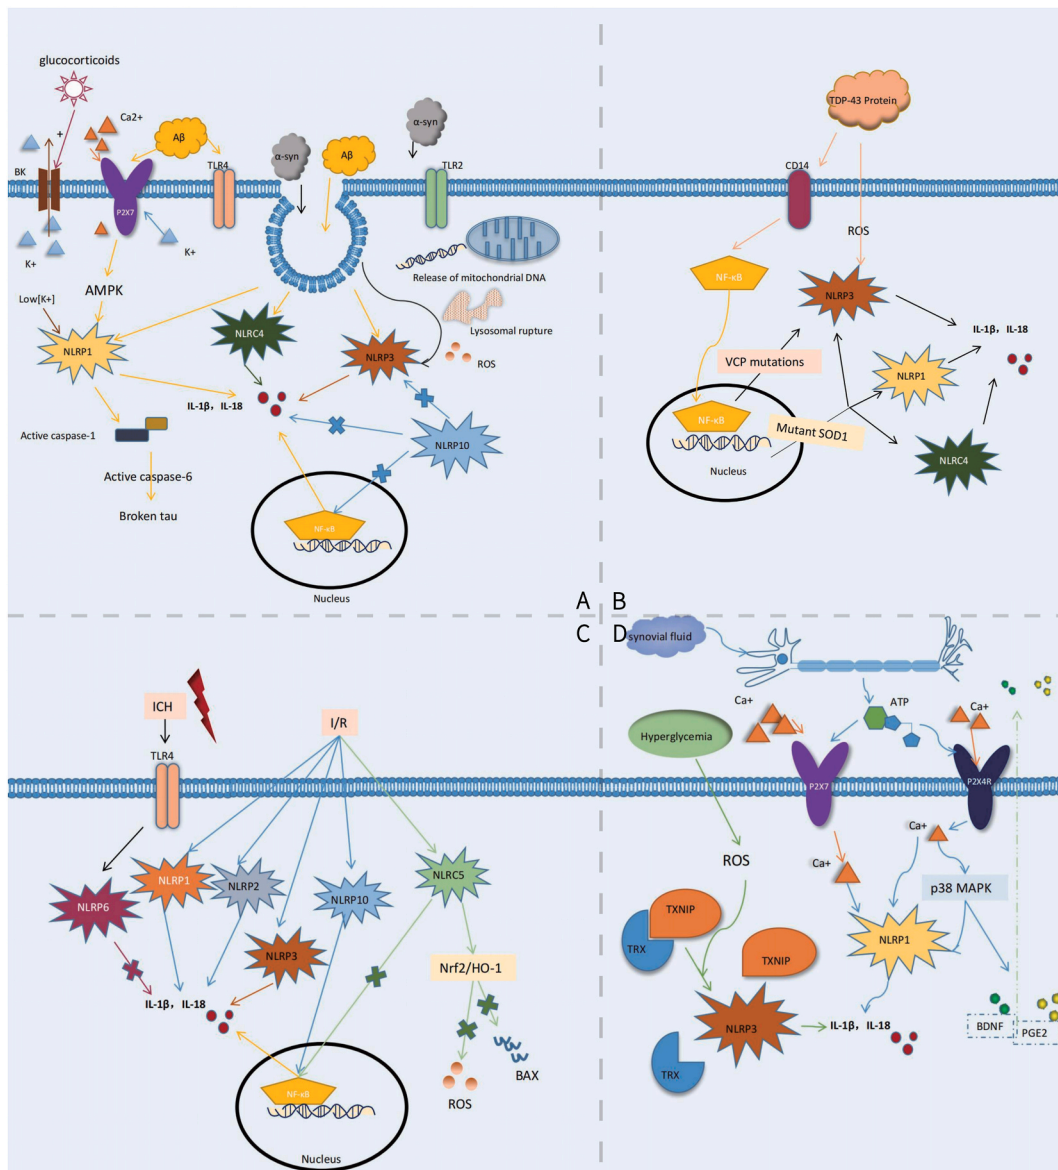 glucocorticoids
Ca2+
+
Aβ
α-syn
α-syn
Aβ
BK
TLR4
TLR2
P2X7
K+
K+
Release of mitochondrial DNA
AMPK
Low[K+]
NLRP1
NLRC4
NLRP3
Lysosomal rupture
ROS
IL-1β, IL-18
NLRP10
Active caspase-1
Active caspase-6
Broken tau
NF-κB
Nucleus
A
TDP-43 Protein
CD14
ROS
NF-κB
NLRP3
IL-1β, IL-18
VCP mutations
NLRP1
NF-κB
Mutant SOD1
Nucleus
NLRC4
B
C
ICH
I/R
TLR4
NLRP6
NLRP1
NLRP2
NLRP10
NLRC5
NLRP3
Nrf2/HO-1
IL-1β, IL-18
BAX
ROS
NF-κB
Nucleus
D
synovial fluid
Ca+
ATP
Ca+
Hyperglycemia
P2X7
P2X4R
Ca+
ROS
Ca+
p38 MAPK
TXNIP
TRX
NLRP1
TXNIP
NLRP3
IL-1β, IL-18
BDNF
PGE2
TRX